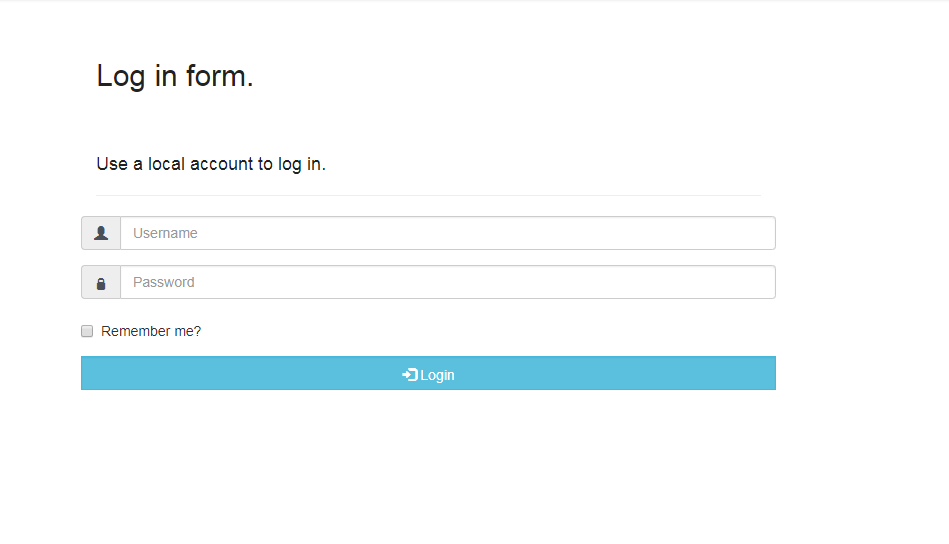 Log in form.
Use a local account to log in.
Username
Password
Remember me?
Login